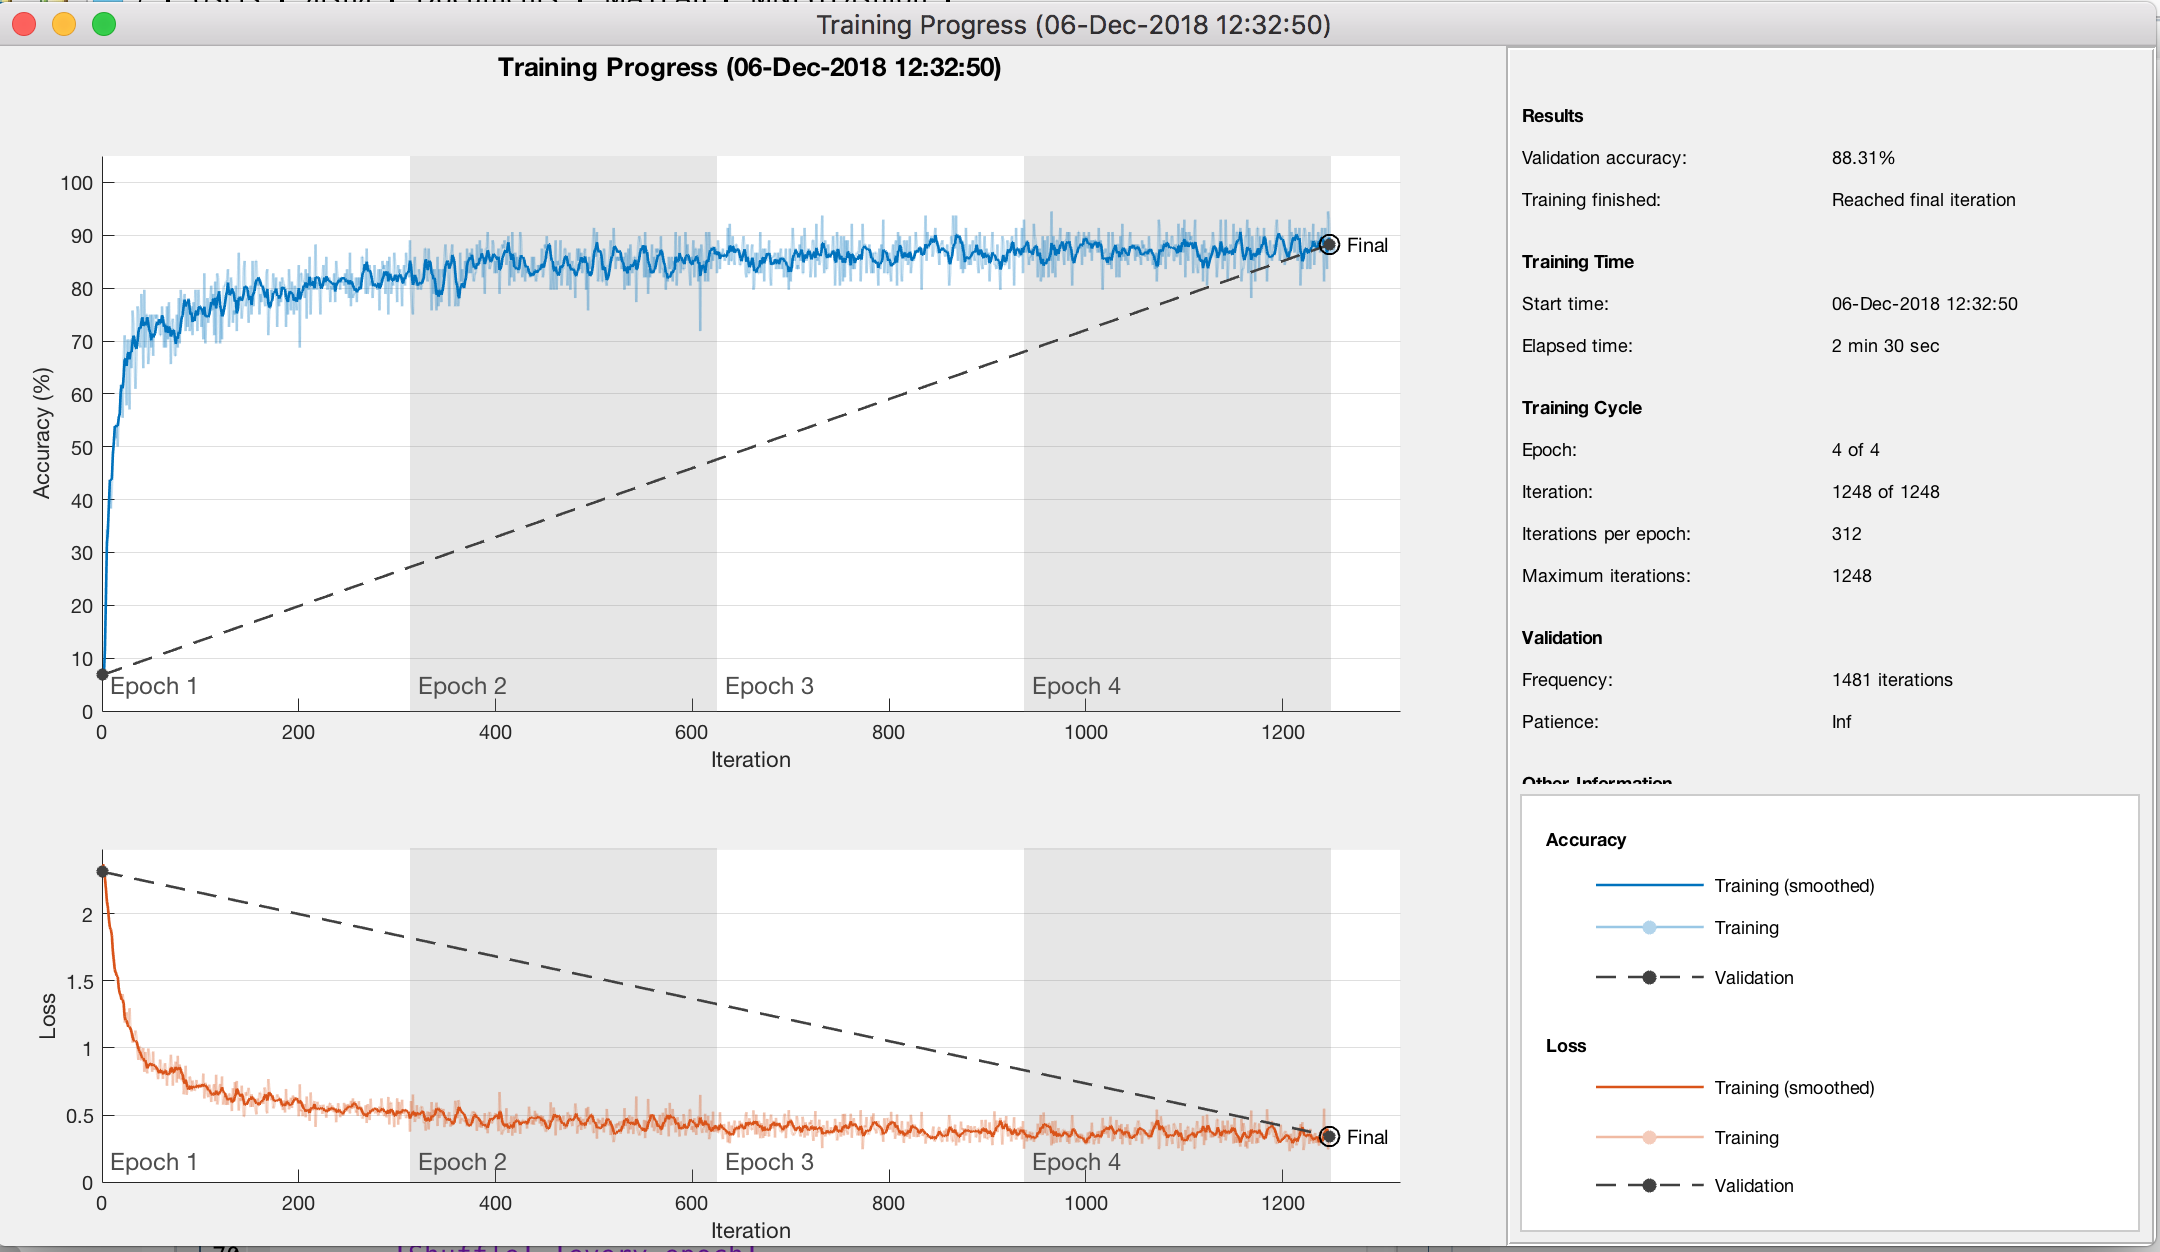 Training Progress (06-Dec-2018 12:32:50)
Training Progress (06-Dec-2018 12:32:50)
100
90
80
70
60
50
40
30
20
10
0
Accuracy (%)
Epoch 1 Epoch 2 Epoch 3 Epoch 4
Final
0 200 400 600 800 1000 1200
Iteration
2
1.5
1
0.5
0
Loss
Final
Epoch 1 Epoch 2 Epoch 3 Epoch 4
0 200 400 600 800 1000 1200
Iteration
Results
Validation accuracy: 88.31%
Training finished: Reached final iteration
Training Time
Start time: 06-Dec-2018 12:32:50
Elapsed time: 2 min 30 sec
Training Cycle
Epoch: 4 of 4
Iteration: 1248 of 1248
Iterations per epoch: 312
Maximum iterations: 1248
Validation
Frequency: 1481 iterations
Patience: Inf
Other Information
Accuracy
Training (smoothed)
Training
Validation
Loss
Training (smoothed)
Training
Validation